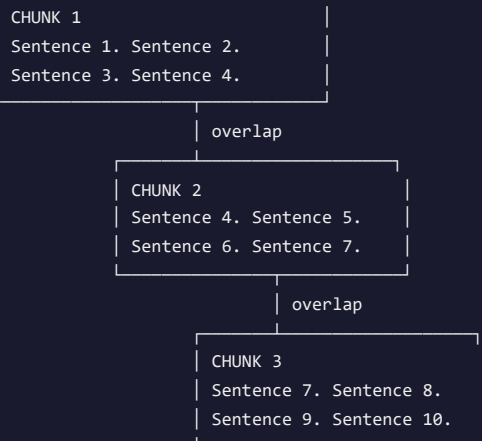 CHUNK 1
Sentence 1. Sentence 2.
Sentence 3. Sentence 4.
overlap
CHUNK 2
Sentence 4. Sentence 5.
Sentence 6. Sentence 7.
overlap
CHUNK 3
Sentence 7. Sentence 8.
Sentence 9. Sentence 10.